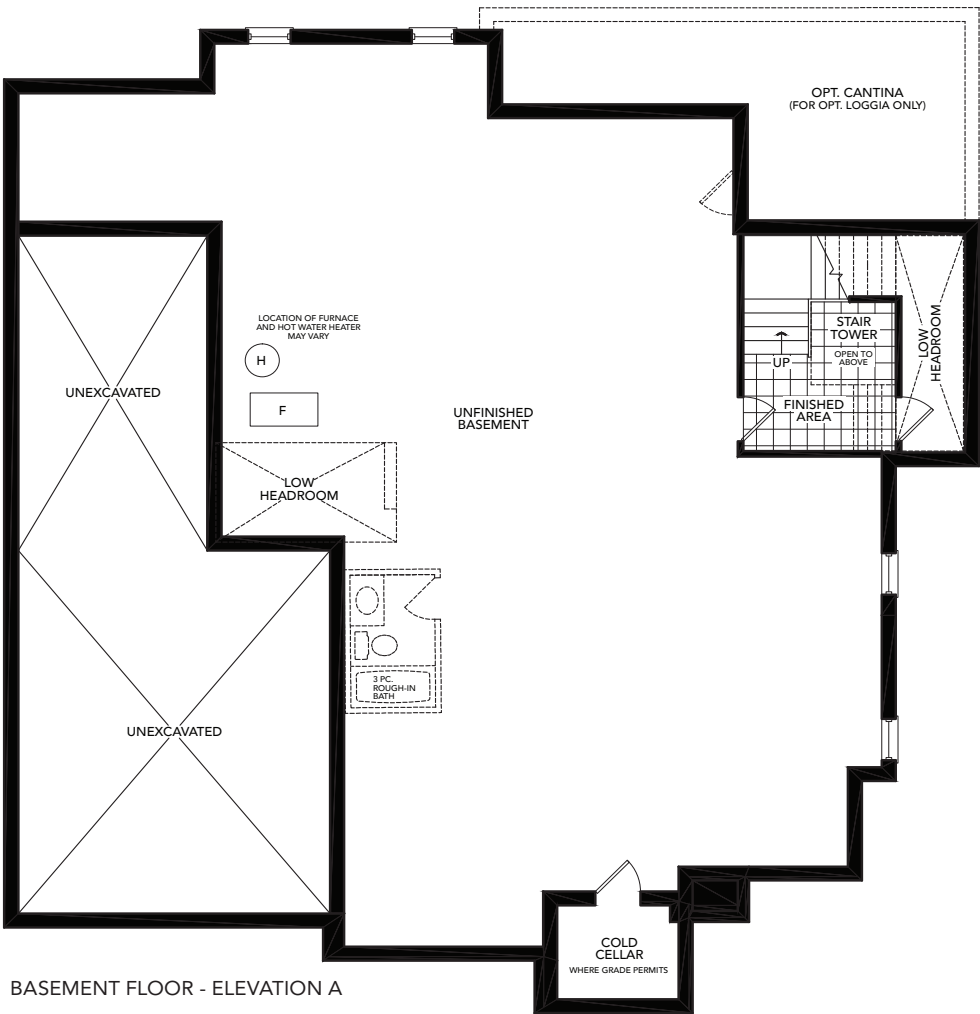 OPT. CANTINA
(FOR OPT. LOGGIA ONLY)
LOCATION OF FURNACE
AND HOT WATER HEATER
MAY VARY
H
F
UNEXCAVATED
UNFINISHED
BASEMENT
STAIR
TOWER
OPEN TO
ABOVE
UP
FINISHED
AREA
LOW
HEADROOM
LOW
HEADROOM
3 PC.
ROUGH-IN
BATH
UNEXCAVATED
COLD
CELLAR
WHERE GRADE PERMITS
BASEMENT FLOOR - ELEVATION A